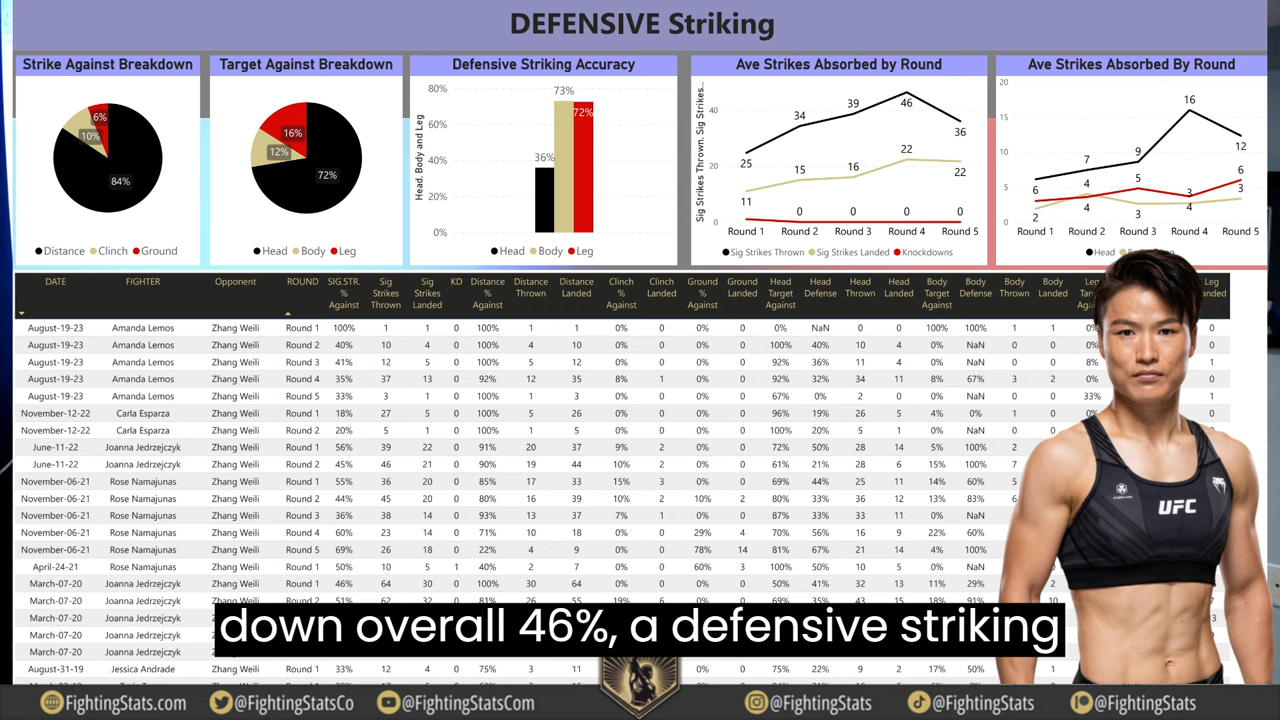 DEFENSIVE Striking
Strike Against Breakdown
6%
10%
84%
Distance Clinch Ground
Target Against Breakdown
16%
12%
72%
Head Body Leg
Defensive Striking Accuracy
Head, Body and Leg
80%
60%
40%
20%
0%
36%
73%
72%
Head Body Leg
Ave Strikes Absorbed by Round
Sig Strikes Thrown, Sig Strikes...
40
20
0
25 34 39 46 36
11 15 16 22 22
0 0 0 0
Round 1 Round 2 Round 3 Round 4 Round 5
Sig Strikes Thrown Sig Strikes Landed Knockdowns
Ave Strikes Absorbed By Round
20
15
10
5
0
6 7 9 16 12
4 5 3 6
2 4 3 4 3
Round 1 Round 2 Round 3 Round 4 Round 5
Head
DATE FIGHTER Opponent ROUND SIG.STR. % Against Sig Strikes Thrown Sig Strikes Landed KD Distance % Against Distance Thrown Distance Landed Clinch % Against Clinch Landed Ground % Against Ground Landed Head Target Against Head Defense Head Thrown Head Landed Body Target Against Body Defense Body Thrown Body Landed Leg
August-19-23 Amanda Lemos Zhang Weili Round 1 100% 1 1 0 100% 1 1 0% 0 0% 0 0% NaN 0 0 100% 100% 1 1 0% 0
August-19-23 Amanda Lemos Zhang Weili Round 2 40% 10 4 0 100% 4 10 0% 0 0% 0 100% 40% 10 4 0% NaN 0 0 0% 0
August-19-23 Amanda Lemos Zhang Weili Round 3 41% 12 5 0 100% 5 12 0% 0 0% 0 92% 36% 11 4 0% NaN 0 0 8% 1
August-19-23 Amanda Lemos Zhang Weili Round 4 35% 37 13 0 92% 12 35 8% 1 0% 0 92% 32% 34 11 8% 67% 3 2 0% 0
August-19-23 Amanda Lemos Zhang Weili Round 5 33% 3 1 0 100% 1 3 0% 0 0% 0 67% 0% 2 0 0% NaN 0 0 33% 1
November-12-22 Carla Esparza Zhang Weili Round 1 18% 27 5 0 100% 5 26 0% 0 0% 0 96% 19% 26 5 4% 0% 1 0 0% 0
November-12-22 Carla Esparza Zhang Weili Round 2 20% 5 1 0 100% 1 5 0% 0 0% 0 100% 20% 5 1 0% NaN 0 0 0
June-11-22 Joanna Jedrzejczyk Zhang Weili Round 1 56% 39 22 0 91% 20 37 9% 2 0% 0 72% 50% 28 14 5% 100% 2
June-11-22 Joanna Jedrzejczyk Zhang Weili Round 2 45% 46 21 0 90% 19 44 10% 2 0% 0 61% 21% 28 6 15% 100% 7
November-06-21 Rose Namajunas Zhang Weili Round 1 55% 36 20 0 85% 17 33 15% 3 0% 0 69% 44% 25 11 14% 60% 5
November-06-21 Rose Namajunas Zhang Weili Round 2 44% 45 20 0 80% 16 39 10% 2 10% 2 80% 33% 36 12 13% 83% 6
November-06-21 Rose Namajunas Zhang Weili Round 3 36% 38 14 0 93% 13 37 7% 1 0% 0 87% 33% 33 11 0% NaN
November-06-21 Rose Namajunas Zhang Weili Round 4 60% 23 14 0 71% 10 18 0% 0 29% 4 70% 56% 16 9 22% 60%
November-06-21 Rose Namajunas Zhang Weili Round 5 69% 26 18 0 22% 4 9 0% 0 78% 14 81% 67% 21 14 4% 100%
April-24-21 Rose Namajunas Zhang Weili Round 1 50% 10 5 1 40% 2 7 0% 0 60% 3 100% 50% 10 5 0% NaN
March-07-20 Joanna Jedrzejczyk Zhang Weili Round 1 46% 64 30 0 100% 30 64 0% 0 0% 0 50% 41% 32 13 11% 29%
March-07-20 Joanna Jedrzejczyk
March-07-20 Joanna Jedrzejczyk
March-07-20 Joanna Jedrzejczyk
March-07-20 Joanna Jedrzejczyk
August-31-19 Jessica Andrade Zhang Weili Round 1 33% 12 4 0 75% 3 11 0% 0 22% 9 2 17% 50% 2 1
UFC
down overall 46%, a defensive striking
FightingStats.com @FightingStatsCo @FightingStatsCom @FightingStats @FightingStats @FightingStats